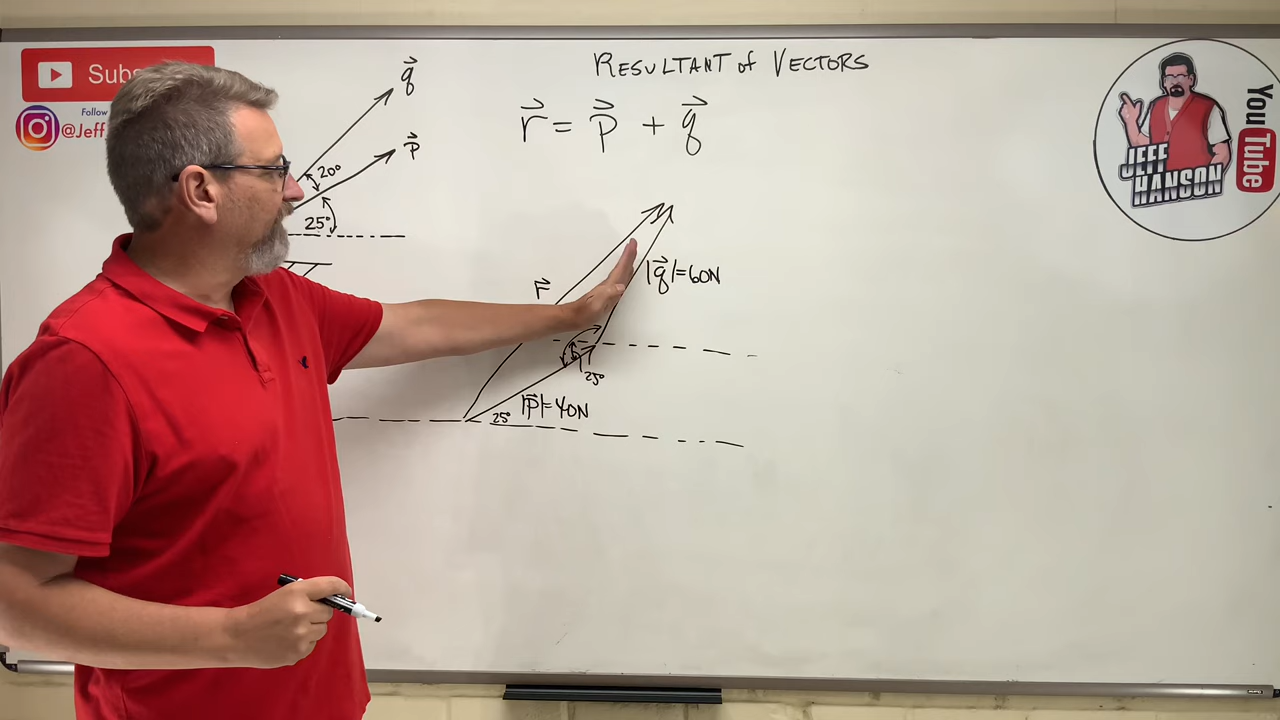 RESULTANT of VECTORS
Subs
Follow
@Jeff
q⃗
p⃗
20°
25°
r⃗ = p⃗ + q⃗
r⃗
|q⃗|=60N
25°
25°
|p⃗|=40N
JEFF
HANSON
YouTube